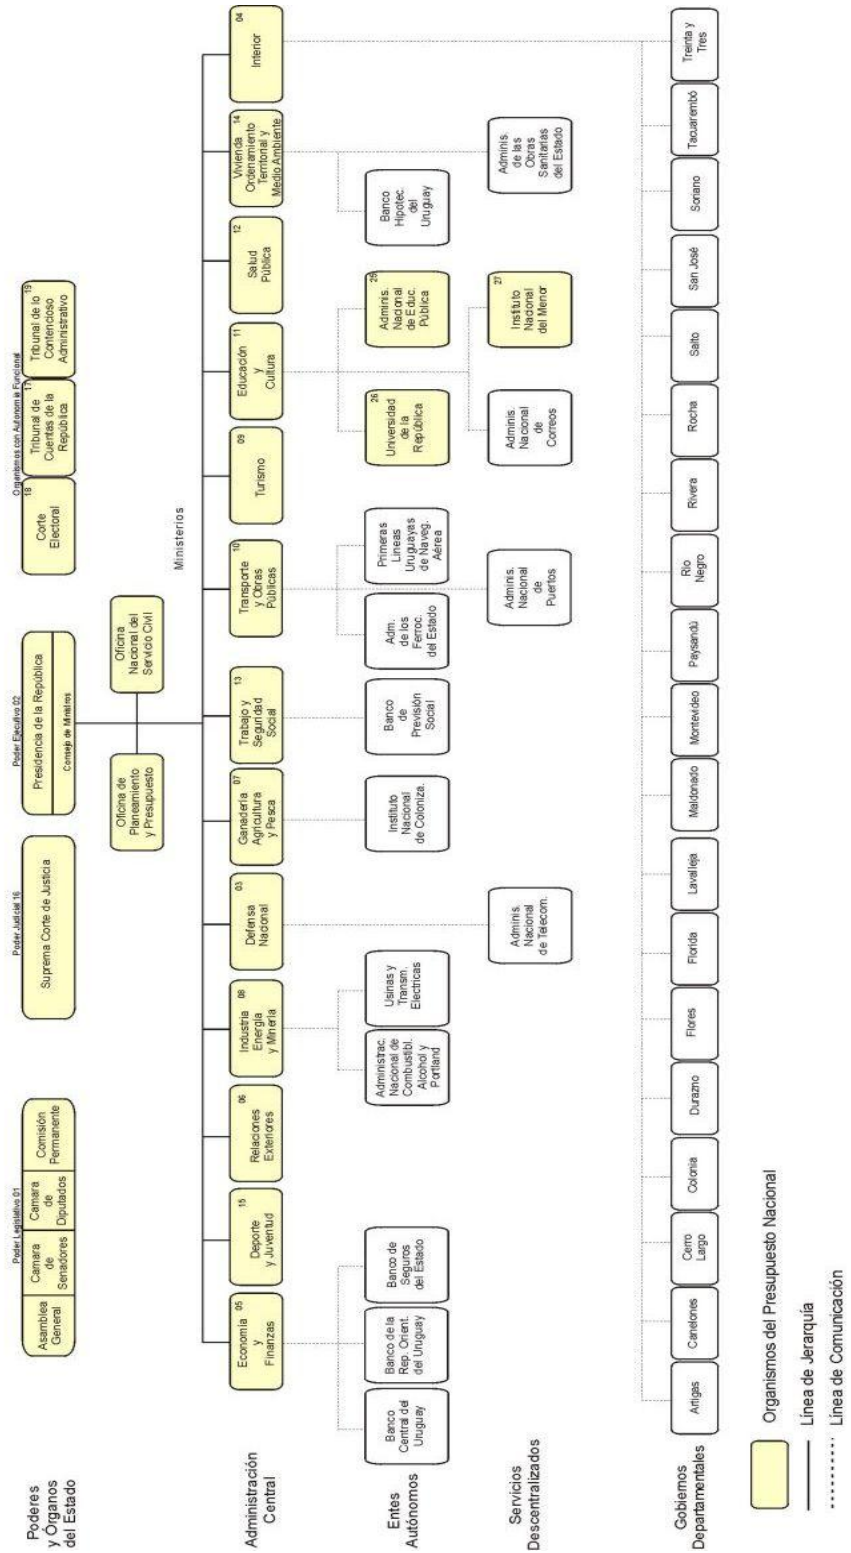 Poderes
y Órganos
del Estado
Poder Legislativo 01
Asamblea
General
Camara
de
Senadores
Camara
de
Diputados
Comisión
Permanente
Poder Judicial 16
Suprema Corte de Justicia
Poder Ejecutivo 02
Presidencia de la República
Consejo de Ministros
Organismos con Autonomia Funcional
18
Corte
Electoral
17
Tribunal de
Cuentas de la
República
19
Tribunal de lo
Contencioso
Administrativo
Oficina de
Planeamiento
y Presupuesto
Oficina
Nacional del
Servicio Civil
Ministerios
Administración
Central
05
Economía
y
Finanzas
15
Deporte
y Juventud
06
Relaciones
Exteriores
08
Industria
Energía
y Minería
03
Defensa
Nacional
07
Ganadería
Agricultura
y Pesca
13
Trabajo y
Seguridad
Social
10
Transporte
y Obras
Públicas
09
Turismo
11
Educación
y
Cultura
12
Salud
Pública
14
Vivienda
Ordenamiento
Territorial y
Medio Ambiente
04
Interior
Entes
Autónomos
Banco
Central del
Uruguay
Banco de la
Rep. Orient.
del Uruguay
Banco de
Seguros
del Estado
Administrac.
Nacional de
Combustibl.
Alcohol y
Portland
Usinas y
Transm.
Electricas
Instituto
Nacional
de Coloniza.
Banco
de
Previsión
Social
Adm.
de los
Ferroc.
del Estado
Primeras
Lineas
Uruguayas
de Naveg.
Aérea
26
Universidad
de la
República
25
Adminis.
Nacional
de Educ.
Pública
Banco
Hipotec.
del
Uruguay
Servicios
Descentralizados
Adminis.
Nacional
de Telecom.
Adminis.
Nacional
de
Puertos
Adminis.
Nacional
de
Correos
27
Instituto
Nacional
del Menor
Adminis.
de las
Obras
Sanitarias
del Estado
Gobiernos
Departamentales
Artigas
Canelones
Cerro
Largo
Colonia
Durazno
Flores
Florida
Lavalleja
Maldonado
Montevideo
Paysandú
Río
Negro
Rivera
Rocha
Salto
San José
Soriano
Tacuarembó
Treinta y
Tres
Organismos del Presupuesto Nacional
Línea de Jerarquía
Línea de Comunicación